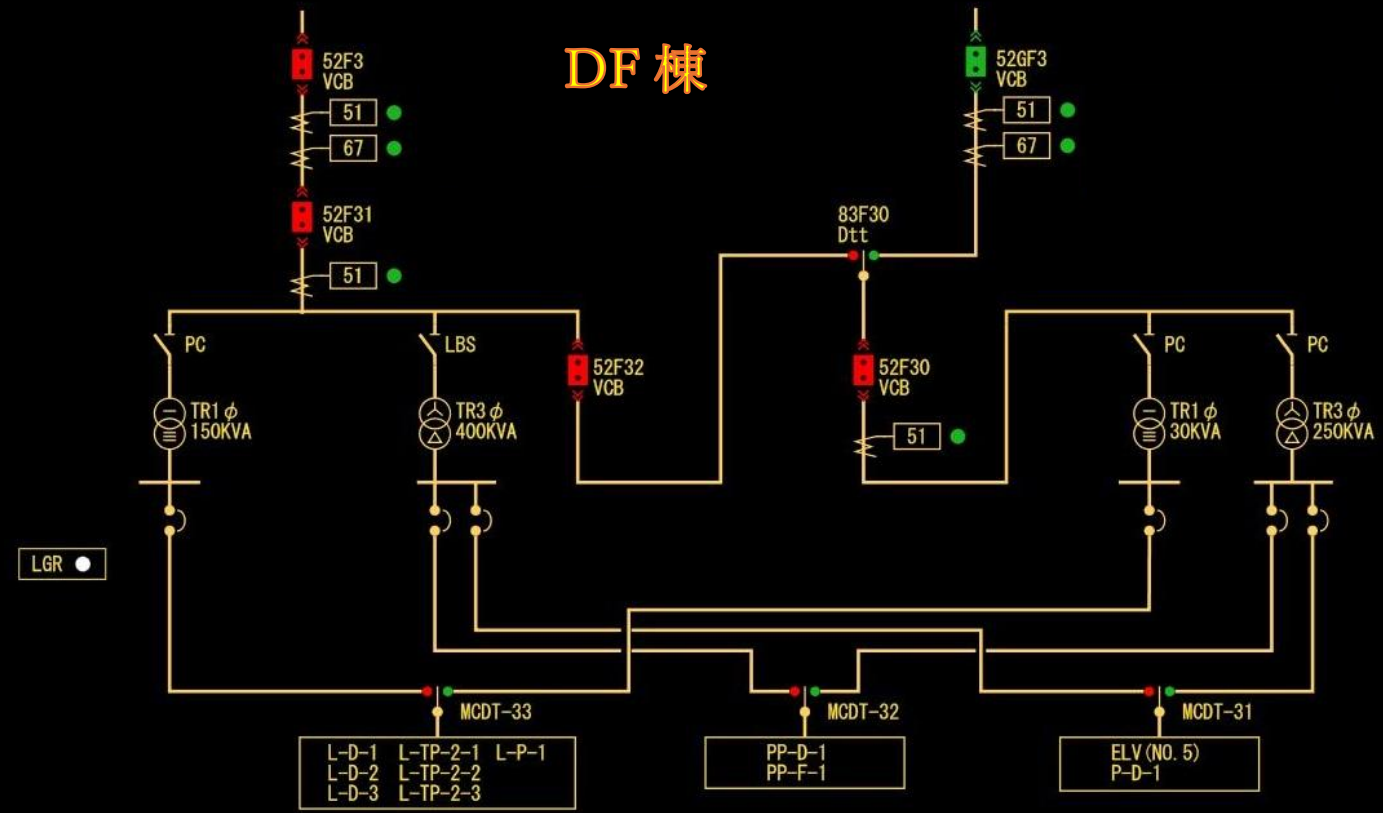 DF 棟
52F3
VCB
51
67
52F31
VCB
51
52GF3
VCB
51
67
83F30
Dtt
PC
LBS
52F32
VCB
52F30
VCB
51
PC
PC
TR1φ
150KVA
TR3φ
400KVA
TR1φ
30KVA
TR3φ
250KVA
LGR
MCDT-33
MCDT-32
MCDT-31
L-D-1 L-TP-2-1 L-P-1
L-D-2 L-TP-2-2
L-D-3 L-TP-2-3
PP-D-1
PP-F-1
ELV(NO.5)
P-D-1